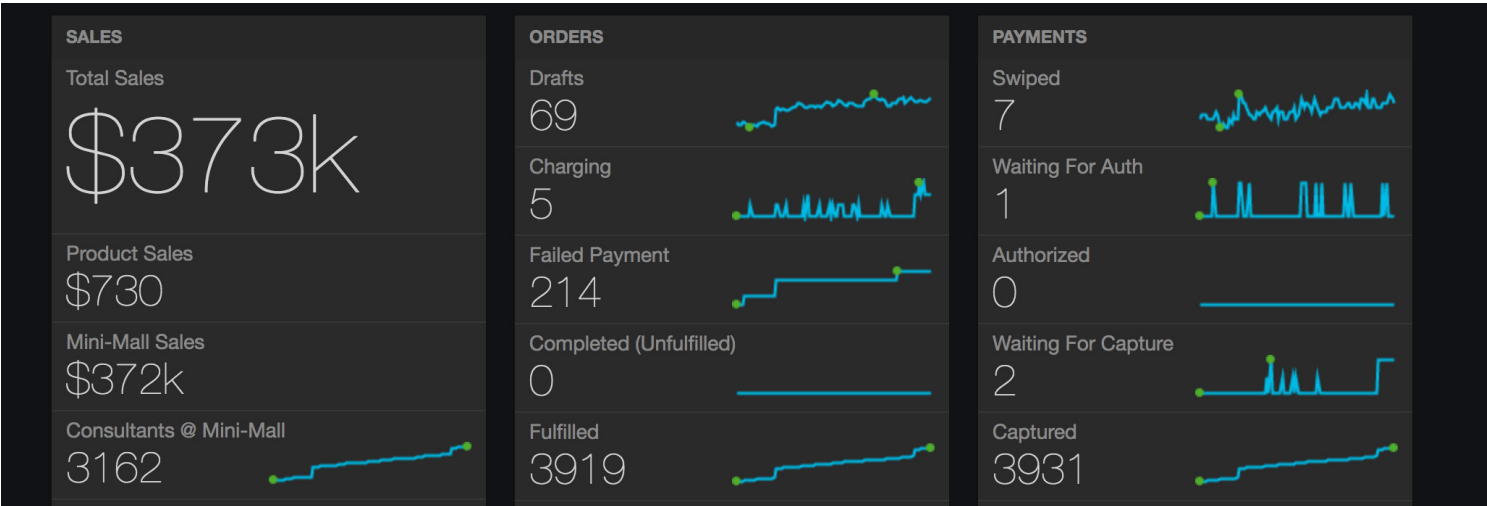 SALES
Total Sales
$373k
Product Sales
$730
Mini-Mall Sales
$372k
Consultants @ Mini-Mall
3162
ORDERS
Drafts
69
Charging
5
Failed Payment
214
Completed (Unfulfilled)
0
Fulfilled
3919
PAYMENTS
Swiped
7
Waiting For Auth
1
Authorized
0
Waiting For Capture
2
Captured
3931